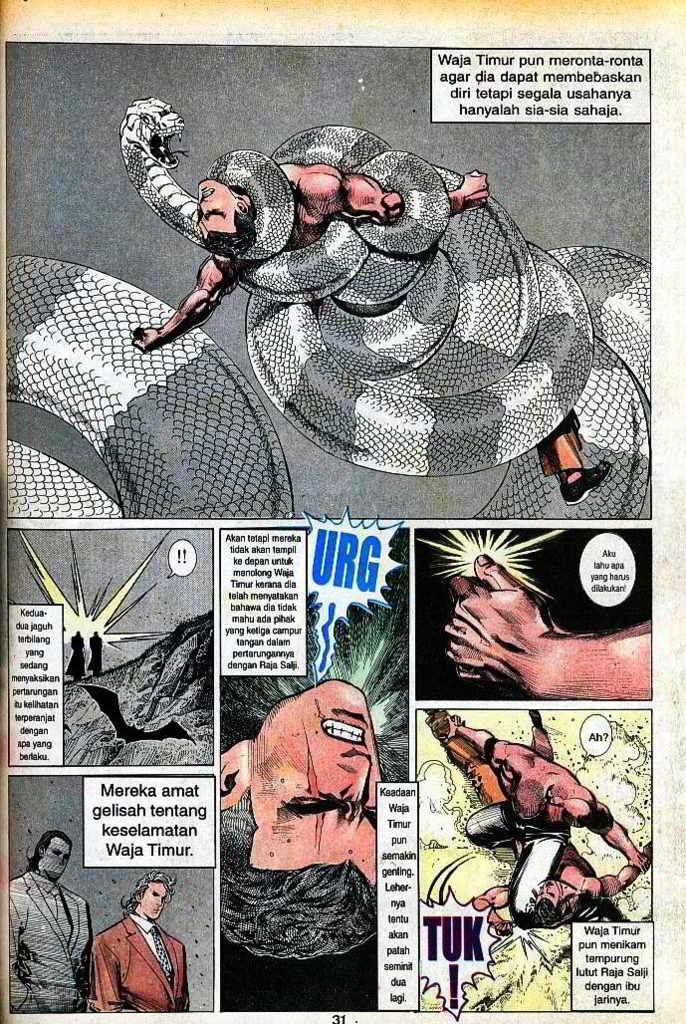 Waja Timur pun meronta-ronta
agar dia dapat membebaskan
diri tetapi segala usahanya
hanyalah sia-sia sahaja.
!!
Kedua-
dua jaguh
terbilang
yang
sedang
menyaksikan
pertarungan
itu kelihatan
terperanjat
dengan
apa yang
berlaku.
Akan tetapi mereka
tidak akan tampil
ke depan untuk
menolong Waja
Timur kerana dia
telah menyatakan
bahawa dia tidak
mahu ada pihak
yang ketiga campur
tangan dalam
pertarungannya
dengan Raja Salji.
URG
!
Aku
tahu apa
yang harus
dilakukan!
Mereka amat
gelisah tentang
keselamatan
Waja Timur.
Keadaan
Waja
Timur
pun
semakin
genting.
Leher-
nya
tentu
akan
patah
seminit
dua
lagi.
Ah?
TUK
!
Waja Timur
pun menikam
tempurung
lutut Raja Salji
dengan ibu
jarinya.
31